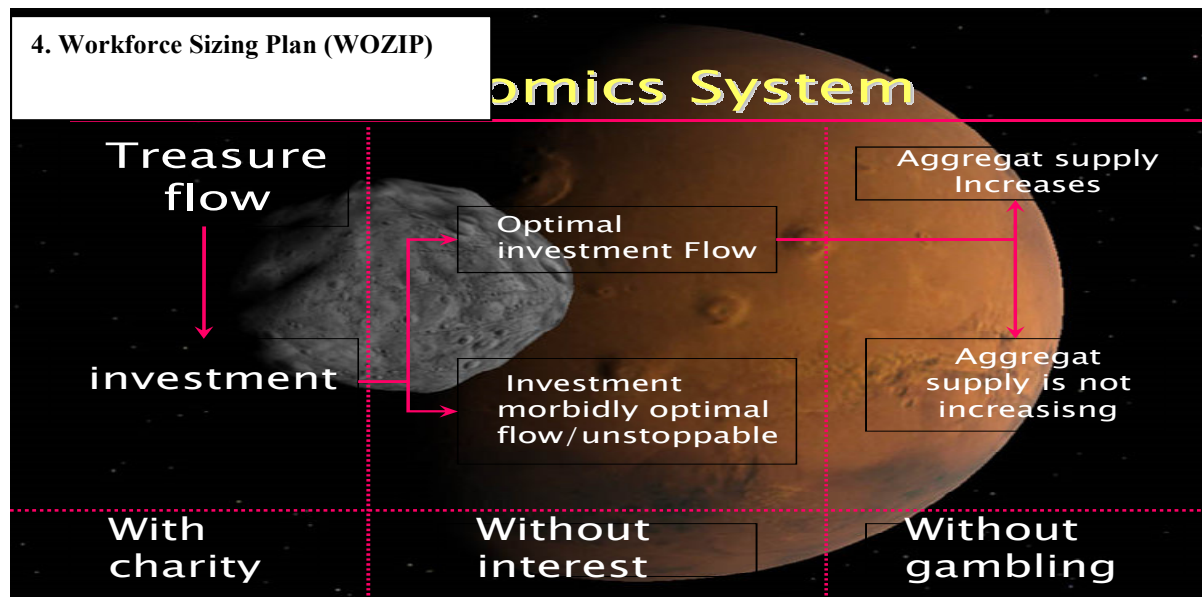 4. Workforce Sizing Plan (WOZIP)
omics System
Treasure
flow
investment
Optimal
investment Flow
Investment
morbidly optimal
flow/unstoppable
Aggregat supply
Increases
Aggregat
supply is not
increasisng
With
charity
Without
interest
Without
gambling